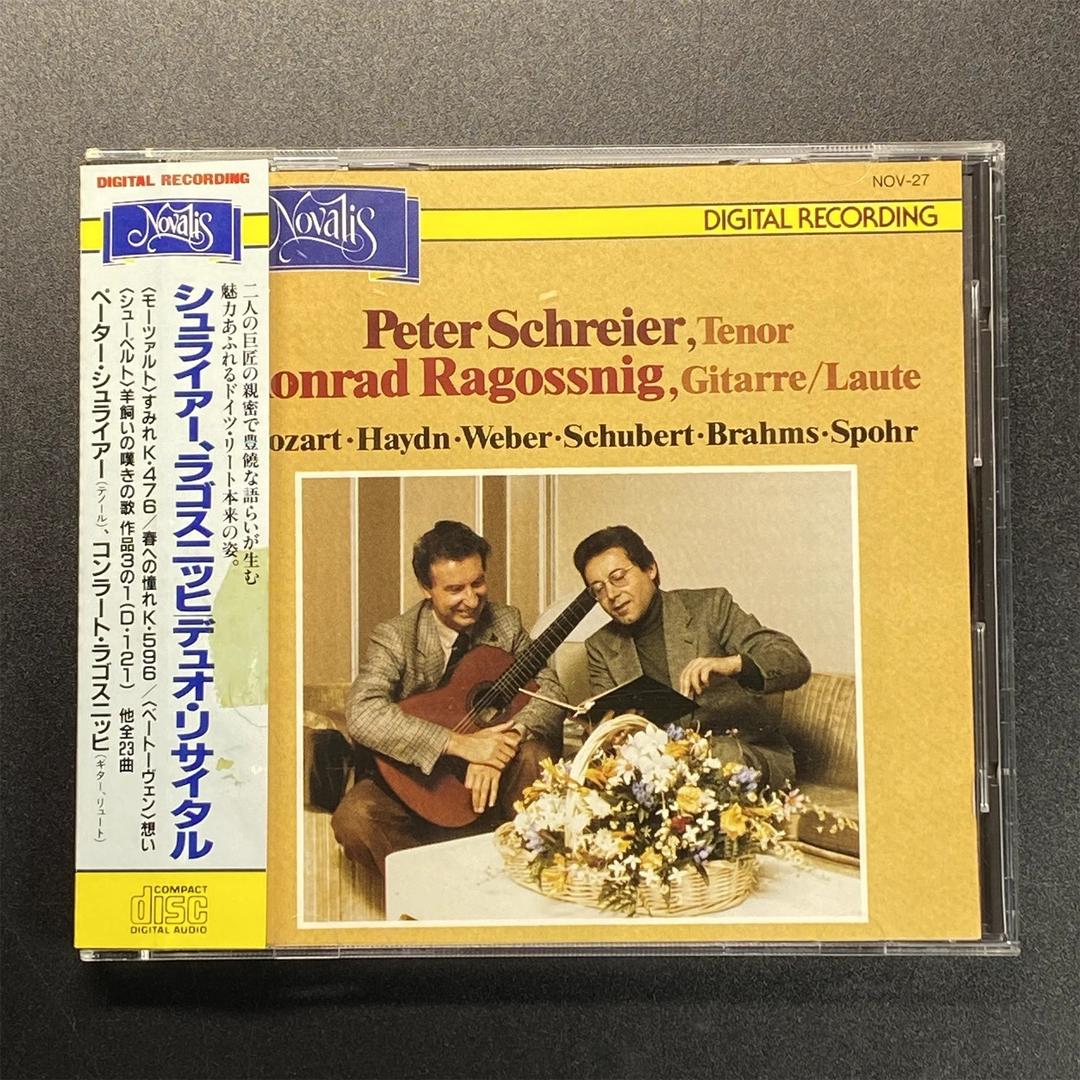 DIGITAL RECORDING
Novalis
二人の巨匠の親密で豊饒な語らいが生む
魅力あふれるドイツ・リート本来の姿。
シュライアー、ラゴスニッヒ/デュオ・リサイタル
〈モーツァルト〉すみれ K・476/春への憧れ K・596/〈ベートーヴェン〉想い
〈シューベルト〉羊飼いの嘆きの歌 作品3の1(D・121) 他全23曲
ペーター・シュライアー(テノール)、コンラート・ラゴスニッヒ(ギター、リュート)
COMPACT
disc
DIGITAL AUDIO
NOV-27
Novalis
DIGITAL RECORDING
Peter Schreier, Tenor
onrad Ragossnig, Gitarre/Laute
ozart·Haydn·Weber·Schubert·Brahms·Spohr